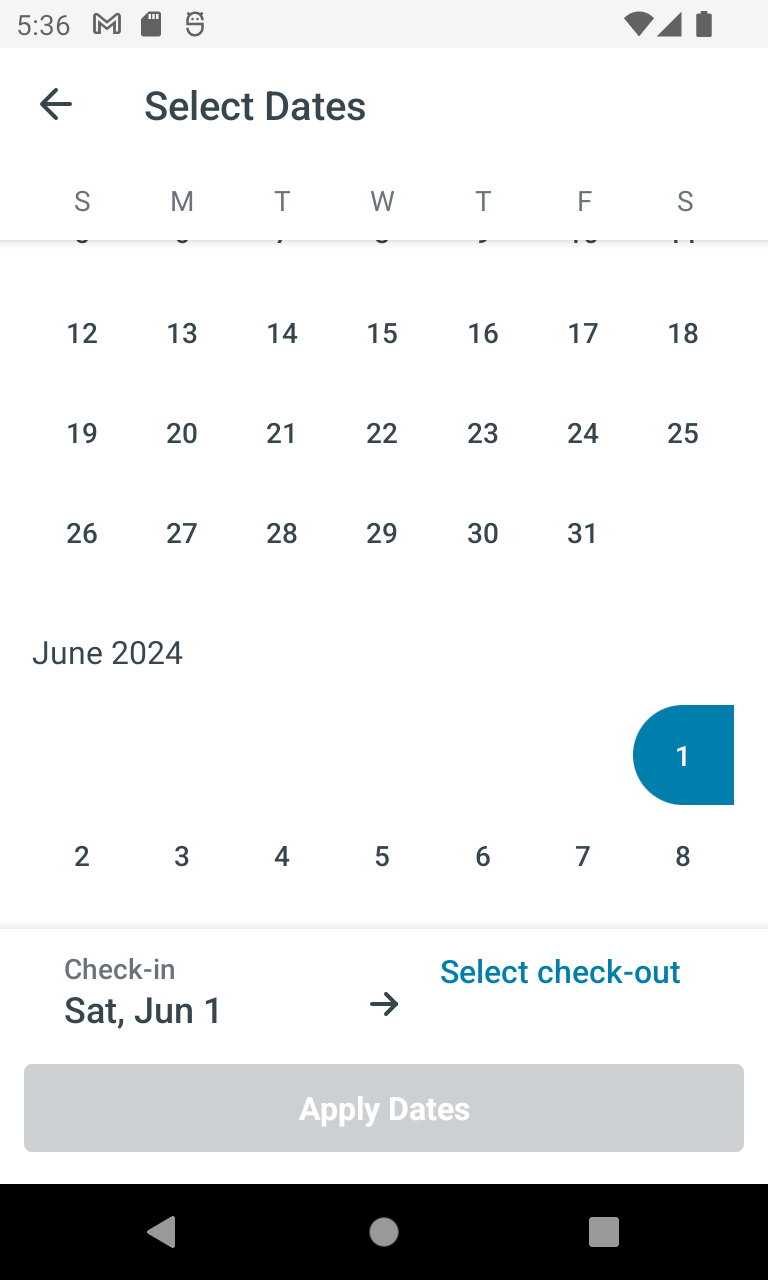 5:36
Select Dates
S M T W T F S
12 13 14 15 16 17 18
19 20 21 22 23 24 25
26 27 28 29 30 31
June 2024
1
2 3 4 5 6 7 8
Check-in
Select check-out
Sat, Jun 1
Apply Dates